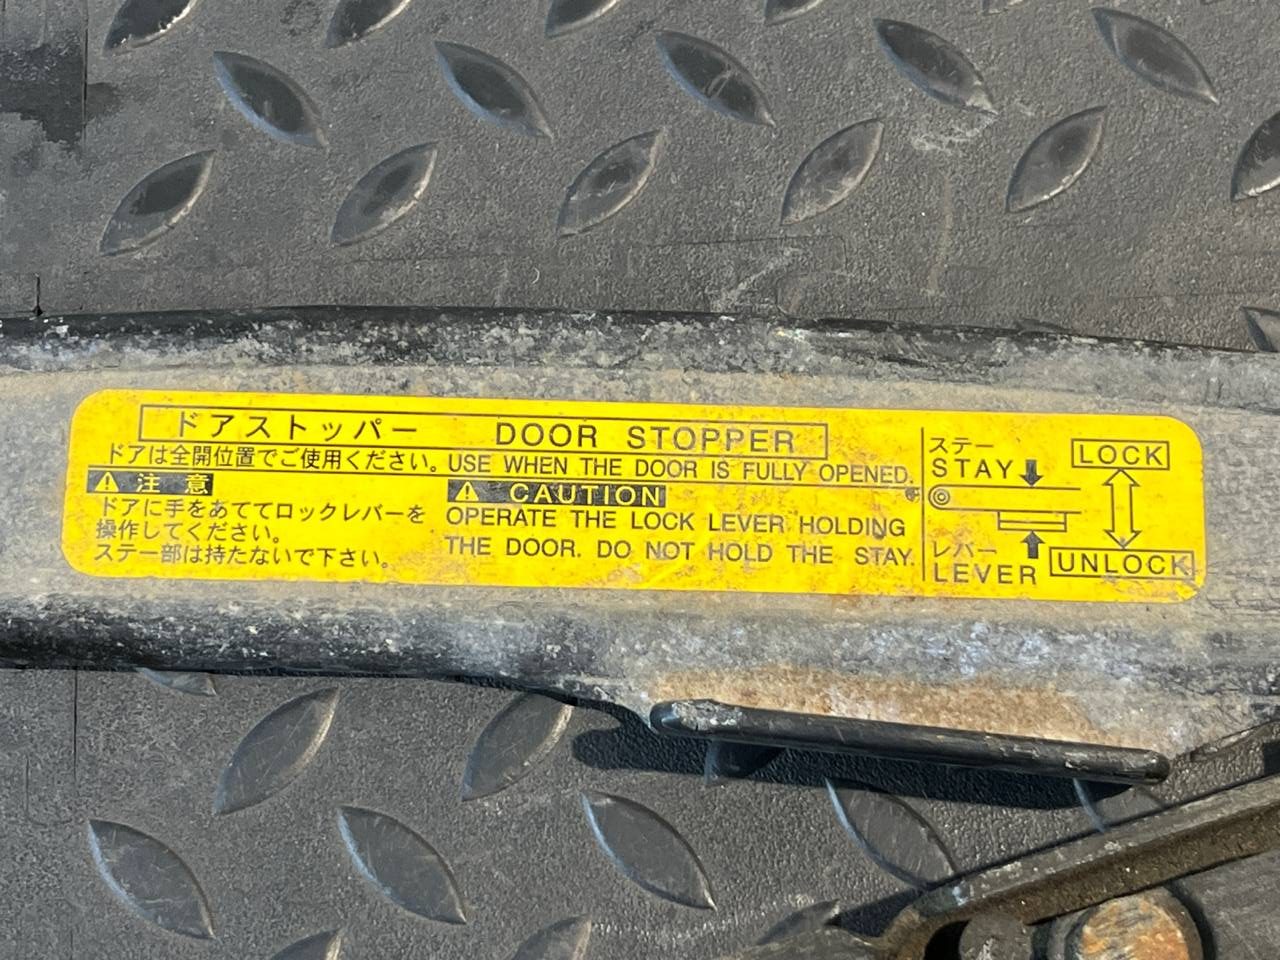 ドアストッパー DOOR STOPPER
ドアは全開位置でご使用ください。 USE WHEN THE DOOR IS FULLY OPENED.
注意 CAUTION
ドアに手をあててロックレバーを
操作してください。
ステー部は持たないで下さい。
OPERATE THE LOCK LEVER HOLDING
THE DOOR. DO NOT HOLD THE STAY.
ステー
STAY
LOCK
レバー
LEVER
UNLOCK